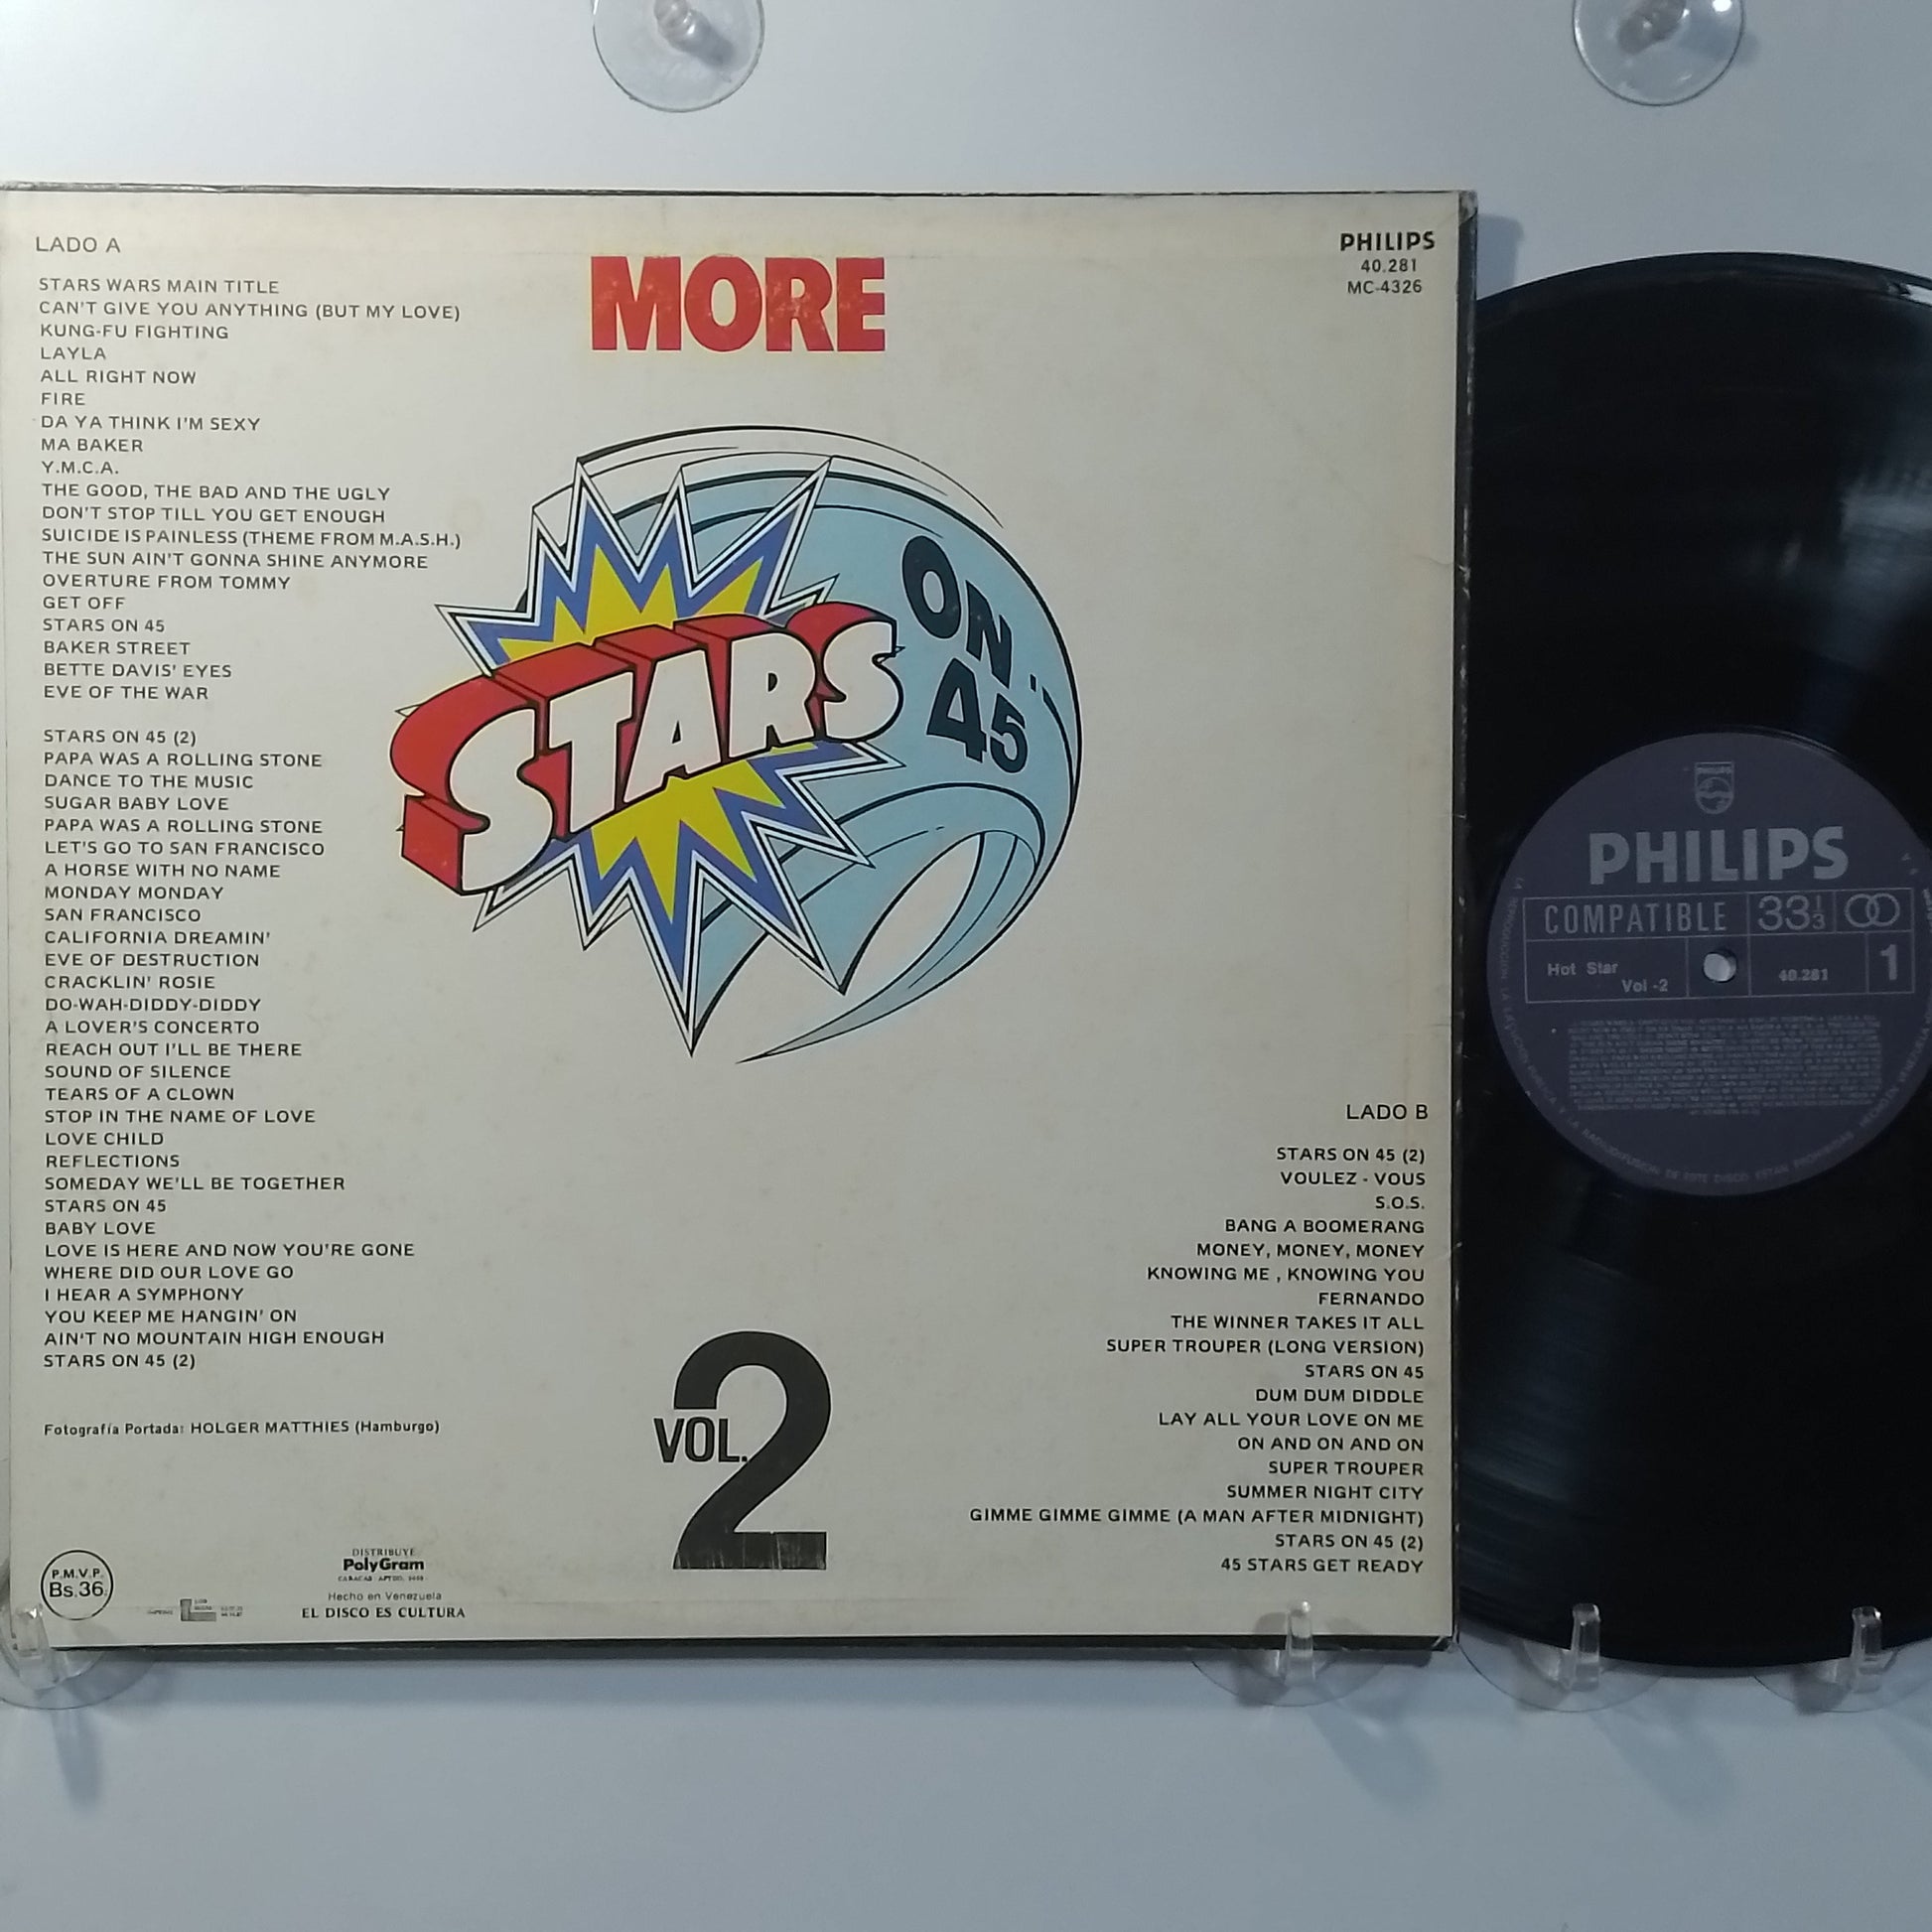 LADO A
STARS WARS MAIN TITLE
CAN'T GIVE YOU ANYTHING (BUT MY LOVE)
KUNG-FU FIGHTING
LAYLA
ALL RIGHT NOW
FIRE
DA YA THINK I'M SEXY
MA BAKER
Y.M.C.A.
THE GOOD, THE BAD AND THE UGLY
DON'T STOP TILL YOU GET ENOUGH
SUICIDE IS PAINLESS (THEME FROM M.A.S.H.)
THE SUN AIN'T GONNA SHINE ANYMORE
OVERTURE FROM TOMMY
GET OFF
STARS ON 45
BAKER STREET
BETTE DAVIS' EYES
EVE OF THE WAR
STARS ON 45 (2)
PAPA WAS A ROLLING STONE
DANCE TO THE MUSIC
SUGAR BABY LOVE
PAPA WAS A ROLLING STONE
LET'S GO TO SAN FRANCISCO
A HORSE WITH NO NAME
MONDAY MONDAY
SAN FRANCISCO
CALIFORNIA DREAMIN'
EVE OF DESTRUCTION
CRACKLIN' ROSIE
DO-WAH-DIDDY-DIDDY
A LOVER'S CONCERTO
REACH OUT I'LL BE THERE
SOUND OF SILENCE
TEARS OF A CLOWN
STOP IN THE NAME OF LOVE
LOVE CHILD
REFLECTIONS
SOMEDAY WE'LL BE TOGETHER
STARS ON 45
BABY LOVE
LOVE IS HERE AND NOW YOU'RE GONE
WHERE DID OUR LOVE GO
I HEAR A SYMPHONY
YOU KEEP ME HANGIN' ON
AIN'T NO MOUNTAIN HIGH ENOUGH
STARS ON 45 (2)
Fotografía Portada: HOLGER MATTHIES (Hamburgo)
P.M.V.P.
Bs.36
DISTRIBUYE
PolyGram
Hecho en Venezuela
EL DISCO ES CULTURA
MORE
STARS
ON
45
VOL.2
PHILIPS
40.281
MC-4326
LADO B
STARS ON 45 (2)
VOULEZ - VOUS
S.O.S.
BANG A BOOMERANG
MONEY, MONEY, MONEY
KNOWING ME , KNOWING YOU
FERNANDO
THE WINNER TAKES IT ALL
SUPER TROUPER (LONG VERSION)
STARS ON 45
DUM DUM DIDDLE
LAY ALL YOUR LOVE ON ME
ON AND ON AND ON
SUPER TROUPER
SUMMER NIGHT CITY
GIMME GIMME GIMME (A MAN AFTER MIDNIGHT)
STARS ON 45 (2)
45 STARS GET READY
PHILIPS
COMPATIBLE 33 1/3
Hot Star
Vol -2
40.281
1